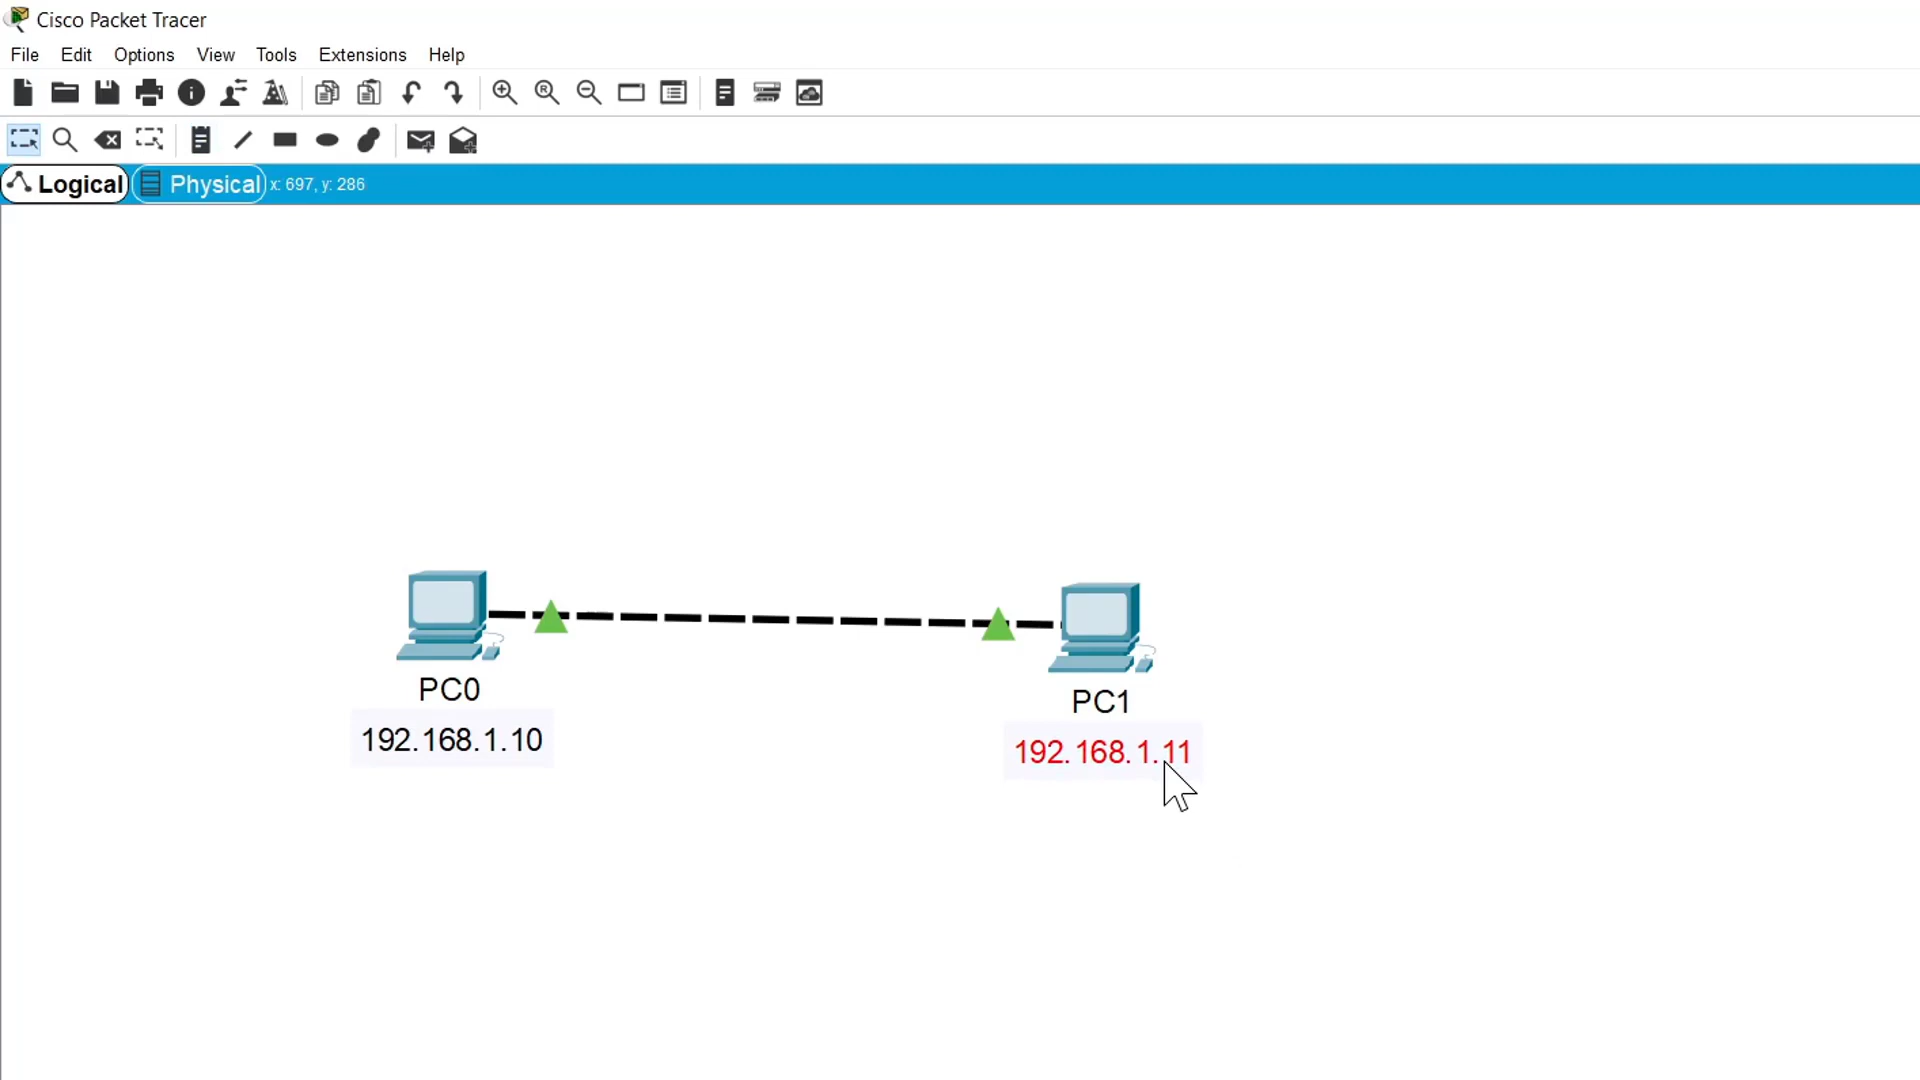 Cisco Packet Tracer
File Edit Options View Tools Extensions Help
Logical Physical x: 697, y: 286
PC0
192.168.1.10
PC1
192.168.1.11